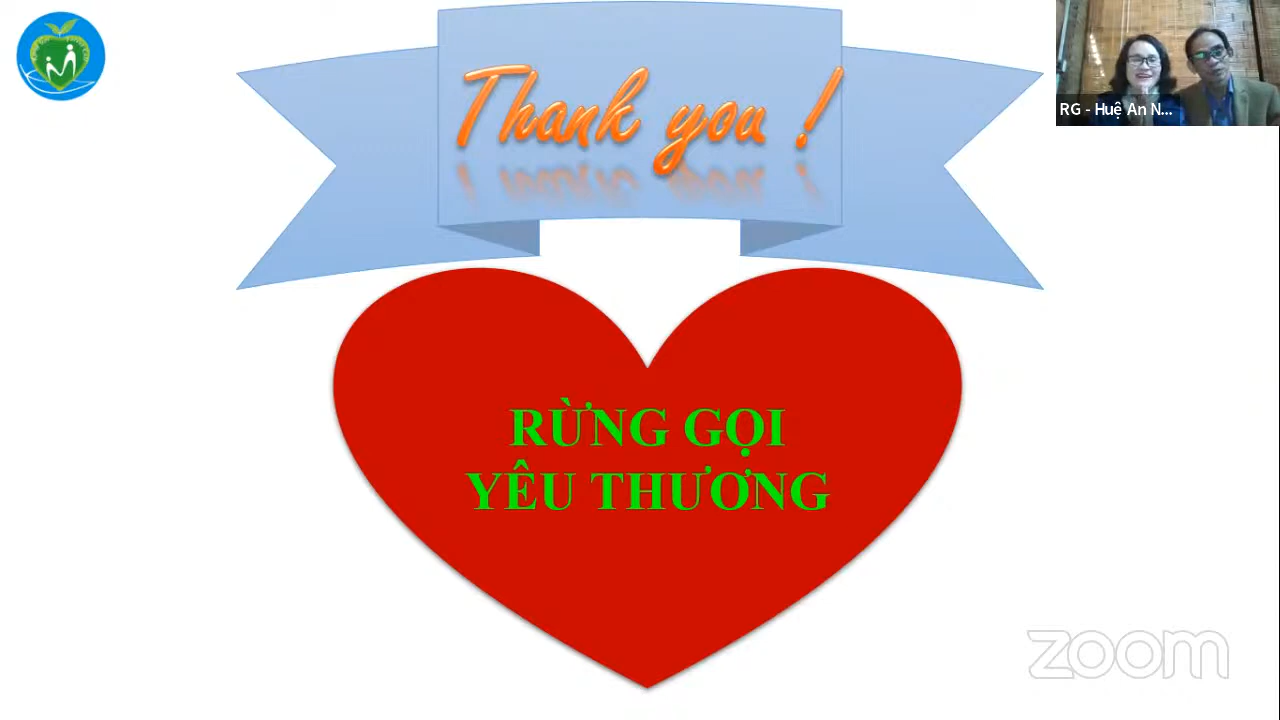 Thank you !
RG - Huệ An N...
RỪNG GỌI
YÊU THƯƠNG
zoom